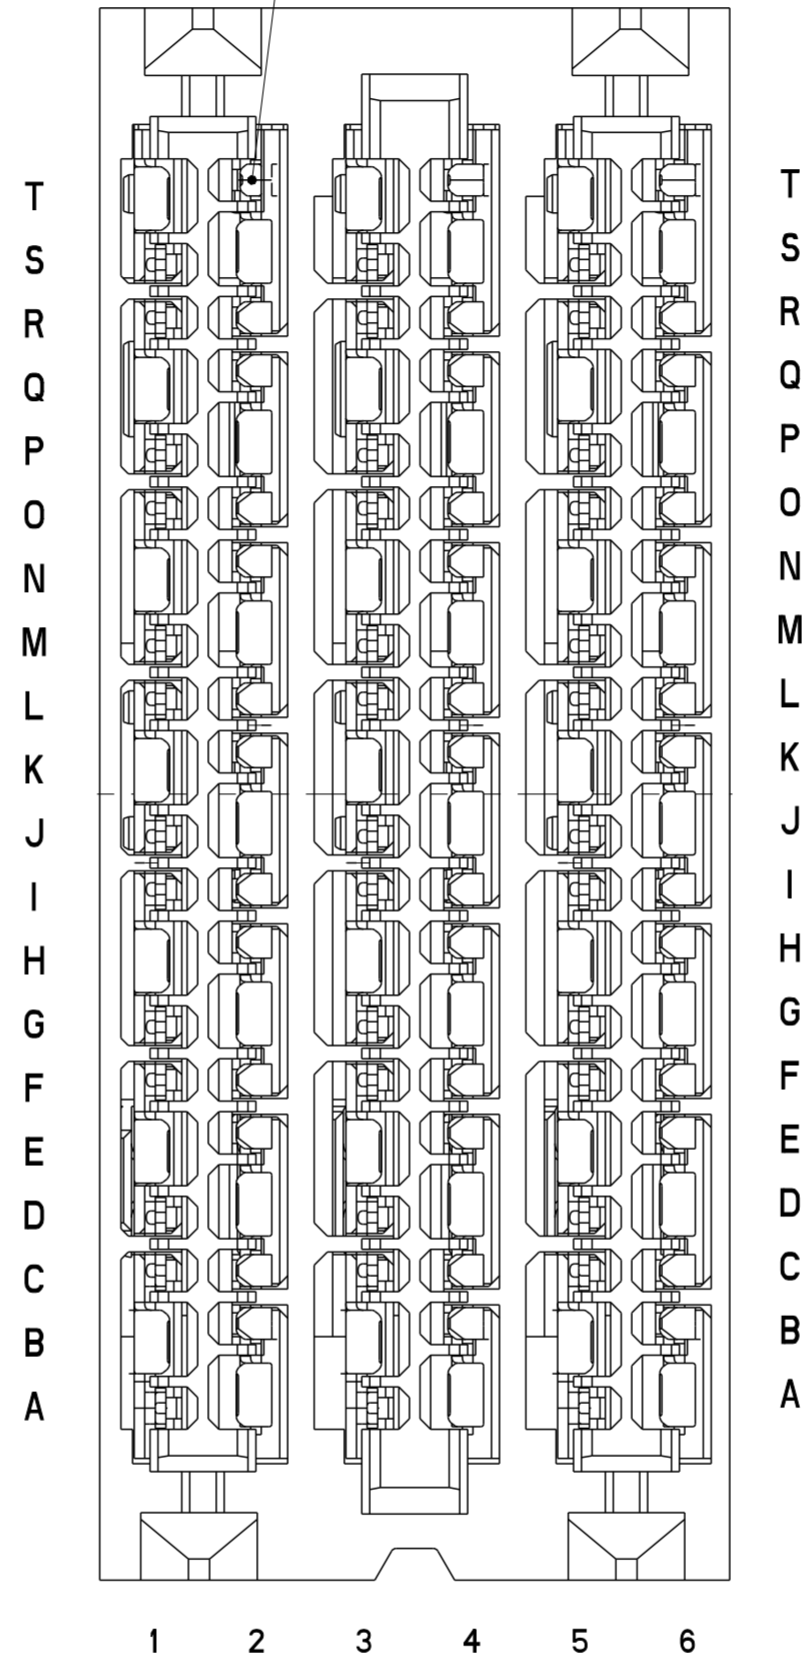 T T
S S
R R
Q Q
P P
O O
N N
M M
L L
K K
J J
I I
H H
G G
F F
E E
D D
C C
B B
A A
1 2 3 4 5 6